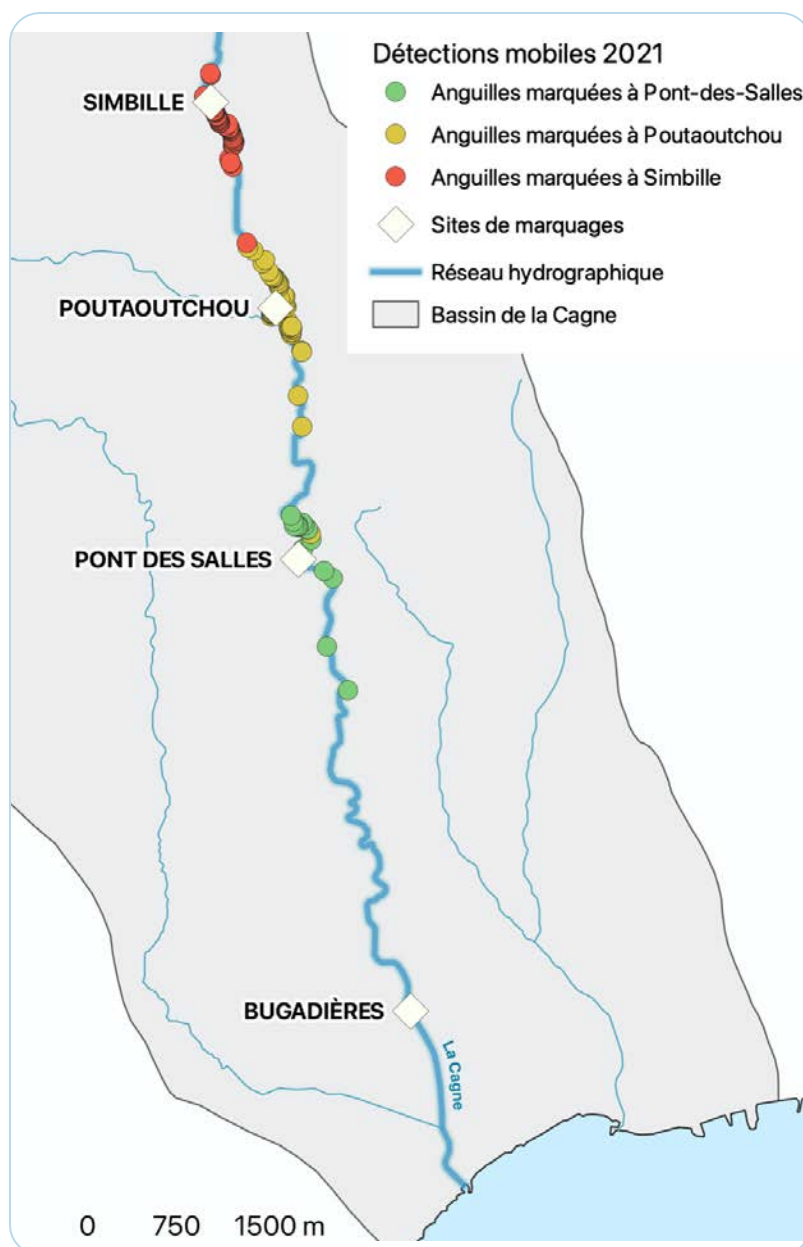 Détections mobiles 2021
Anguilles marquées à Pont-des-Salles
Anguilles marquées à Poutaoutchou
Anguilles marquées à Simbille
Sites de marquages
Réseau hydrographique
Bassin de la Cagne
SIMBILLE
POUTAOUTCHOU
PONT DES SALLES
BUGADIÈRES
La Cagne
0 750 1500 m